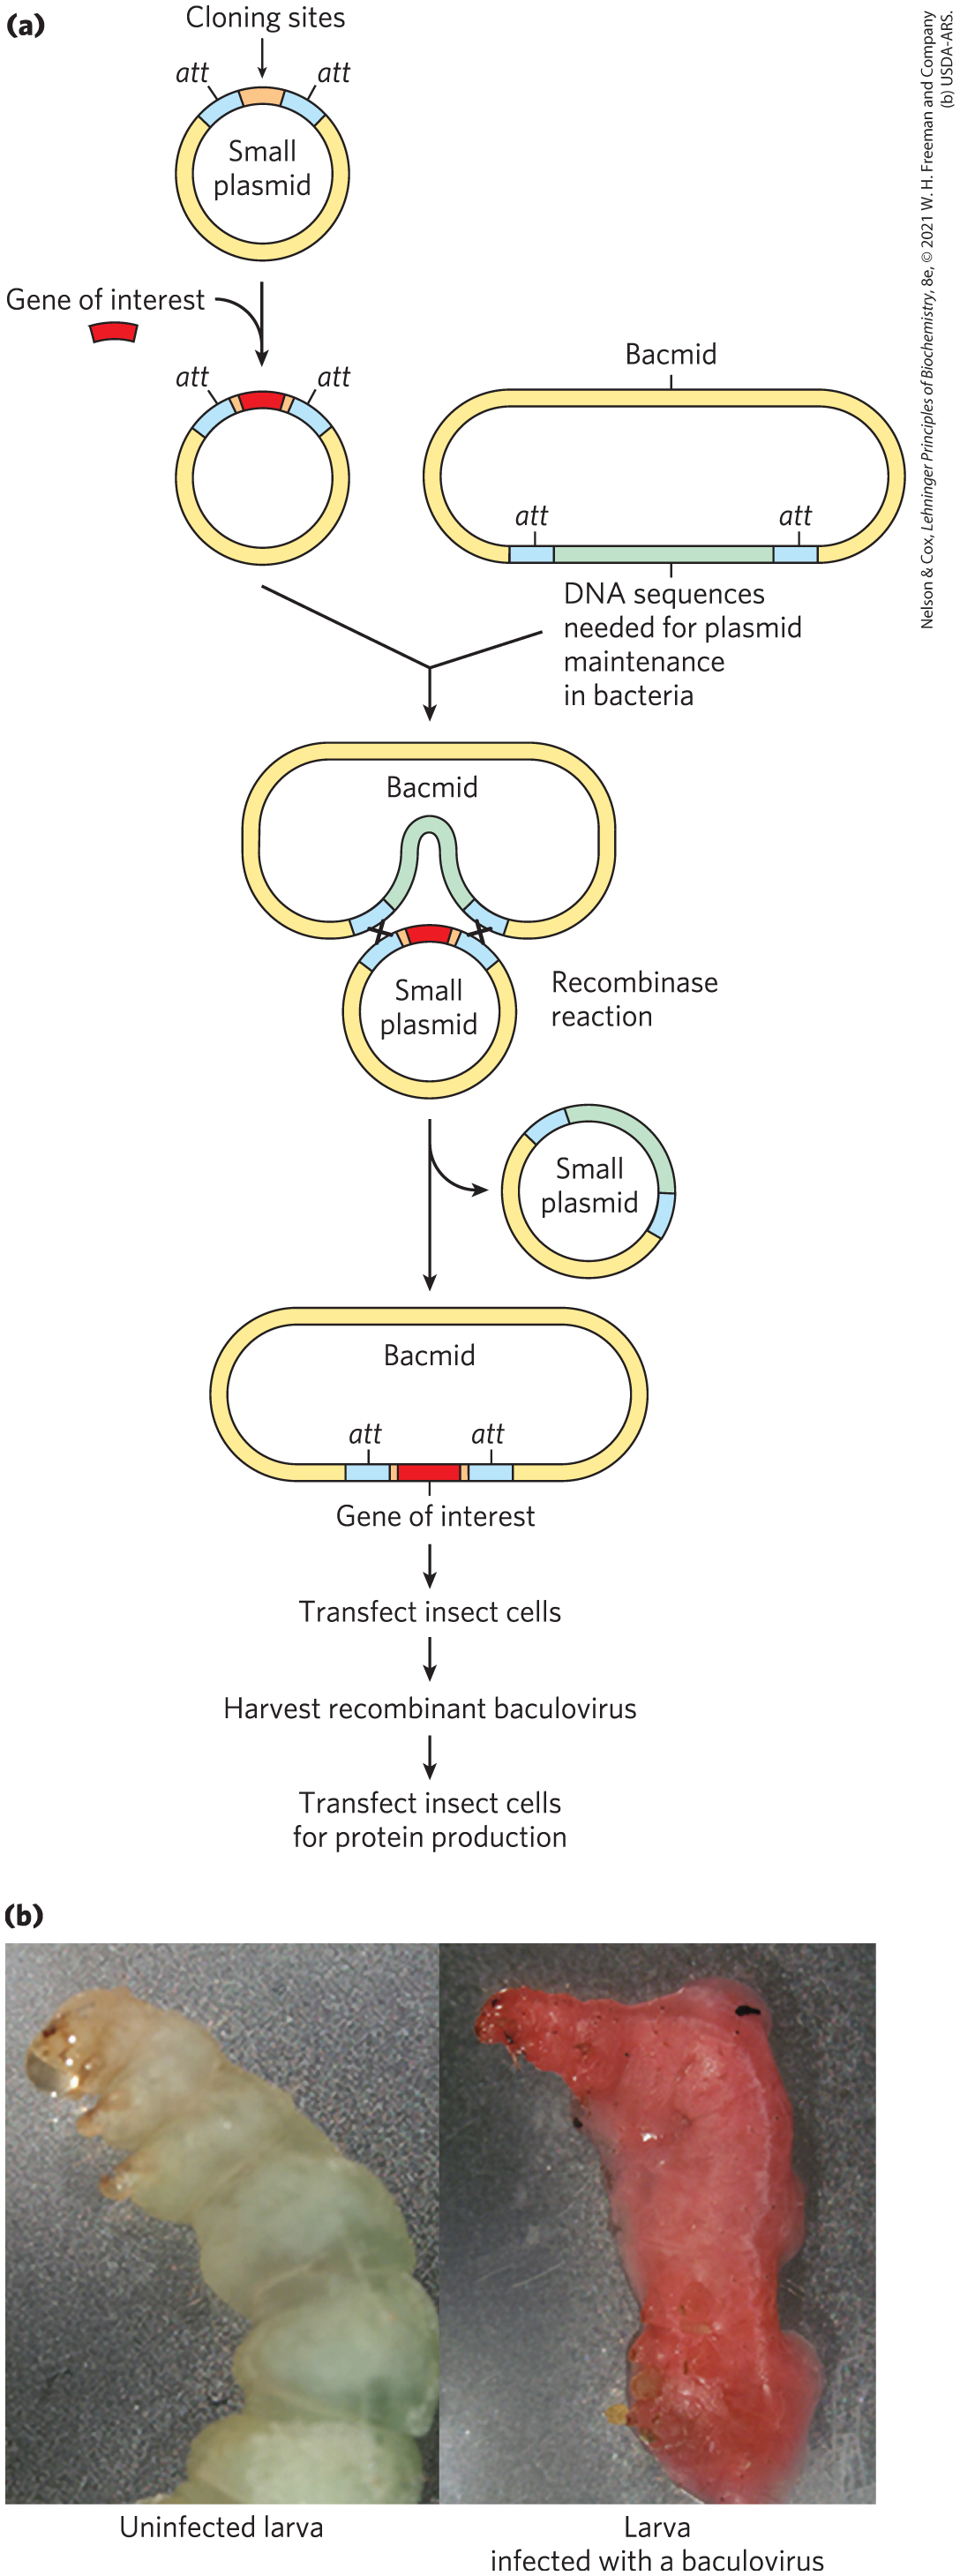 (a)
Cloning sites
att
att
Small
plasmid
Gene of interest
att
att
Bacmid
att
att
DNA sequences
needed for plasmid
maintenance
in bacteria
Bacmid
Small
plasmid
Recombinase
reaction
Small
plasmid
Bacmid
att
att
Gene of interest
Transfect insect cells
Harvest recombinant baculovirus
Transfect insect cells
for protein production
(b)
Uninfected larva
Larva
infected with a baculovirus
Nelson & Cox, Lehninger Principles of Biochemistry, 8e, © 2021 W. H. Freeman and Company
(b) USDA-ARS.